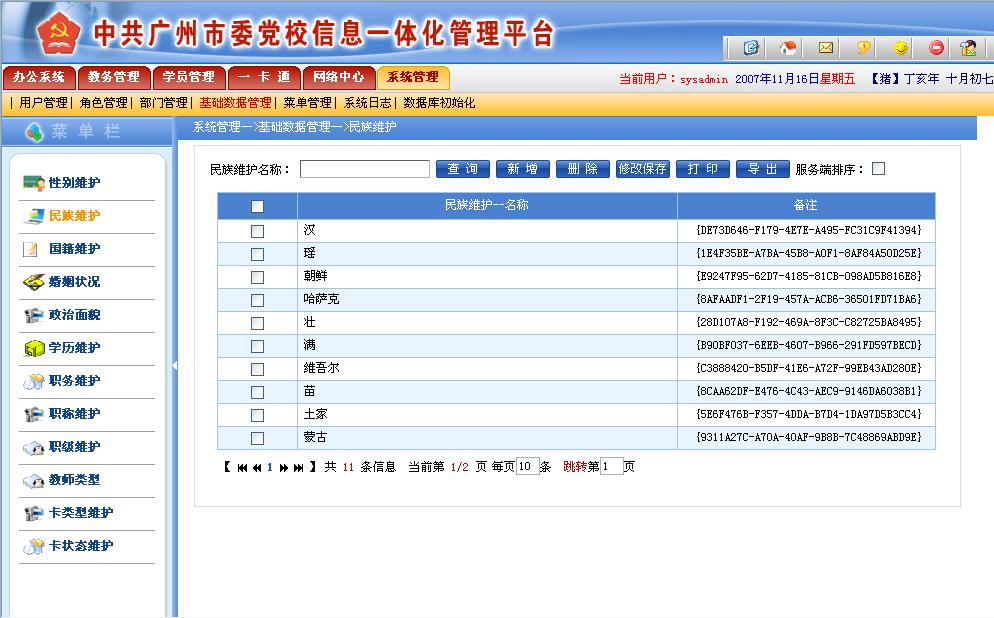 中共广州市委党校信息一体化管理平台
办公系统 教务管理 学员管理 一 卡 通 网络中心 系统管理 当前用户：sysadmin 2007年11月16日星期五 【猪】丁亥年 十月初七
| 用户管理| 角色管理| 部门管理| 基础数据管理| 菜单管理| 系统日志| 数据库初始化
菜 单 栏
系统管理—>基础数据管理—>民族维护
性别维护
民族维护
国籍维护
婚姻状况
政治面貌
学历维护
职务维护
职称维护
职级维护
教师类型
卡类型维护
卡状态维护
民族维护名称： 查 询 新 增 删 除 修改保存 打 印 导 出 服务端排序：
民族维护--名称 备注
汉 {DE73D646-F179-4E7E-A495-FC31C9F41394}
瑶 {1E4F35BE-A7BA-45B8-A0F1-8AF84A50D25E}
朝鲜 {E9247F95-62D7-4185-81CB-098AD5B816E8}
哈萨克 {8AFAADF1-2F19-457A-ACB6-36501FD71BA6}
壮 {28D107A8-F192-469A-8F3C-C82725BA8495}
满 {B90BF037-6EEB-4607-B966-291FD597BECD}
维吾尔 {C3888420-B5DF-41E6-A72F-99EB43AD280E}
苗 {8CAA62DF-E476-4C43-AEC9-9146DA6038B1}
土家 {5E6F476B-F357-4DDA-B7D4-1DA97D5B3CC4}
蒙古 {9311A27C-A70A-40AF-9B8B-7C48869ABD9E}
【 1 】 共 11 条信息 当前第 1/2 页 每页10条 跳转第1页